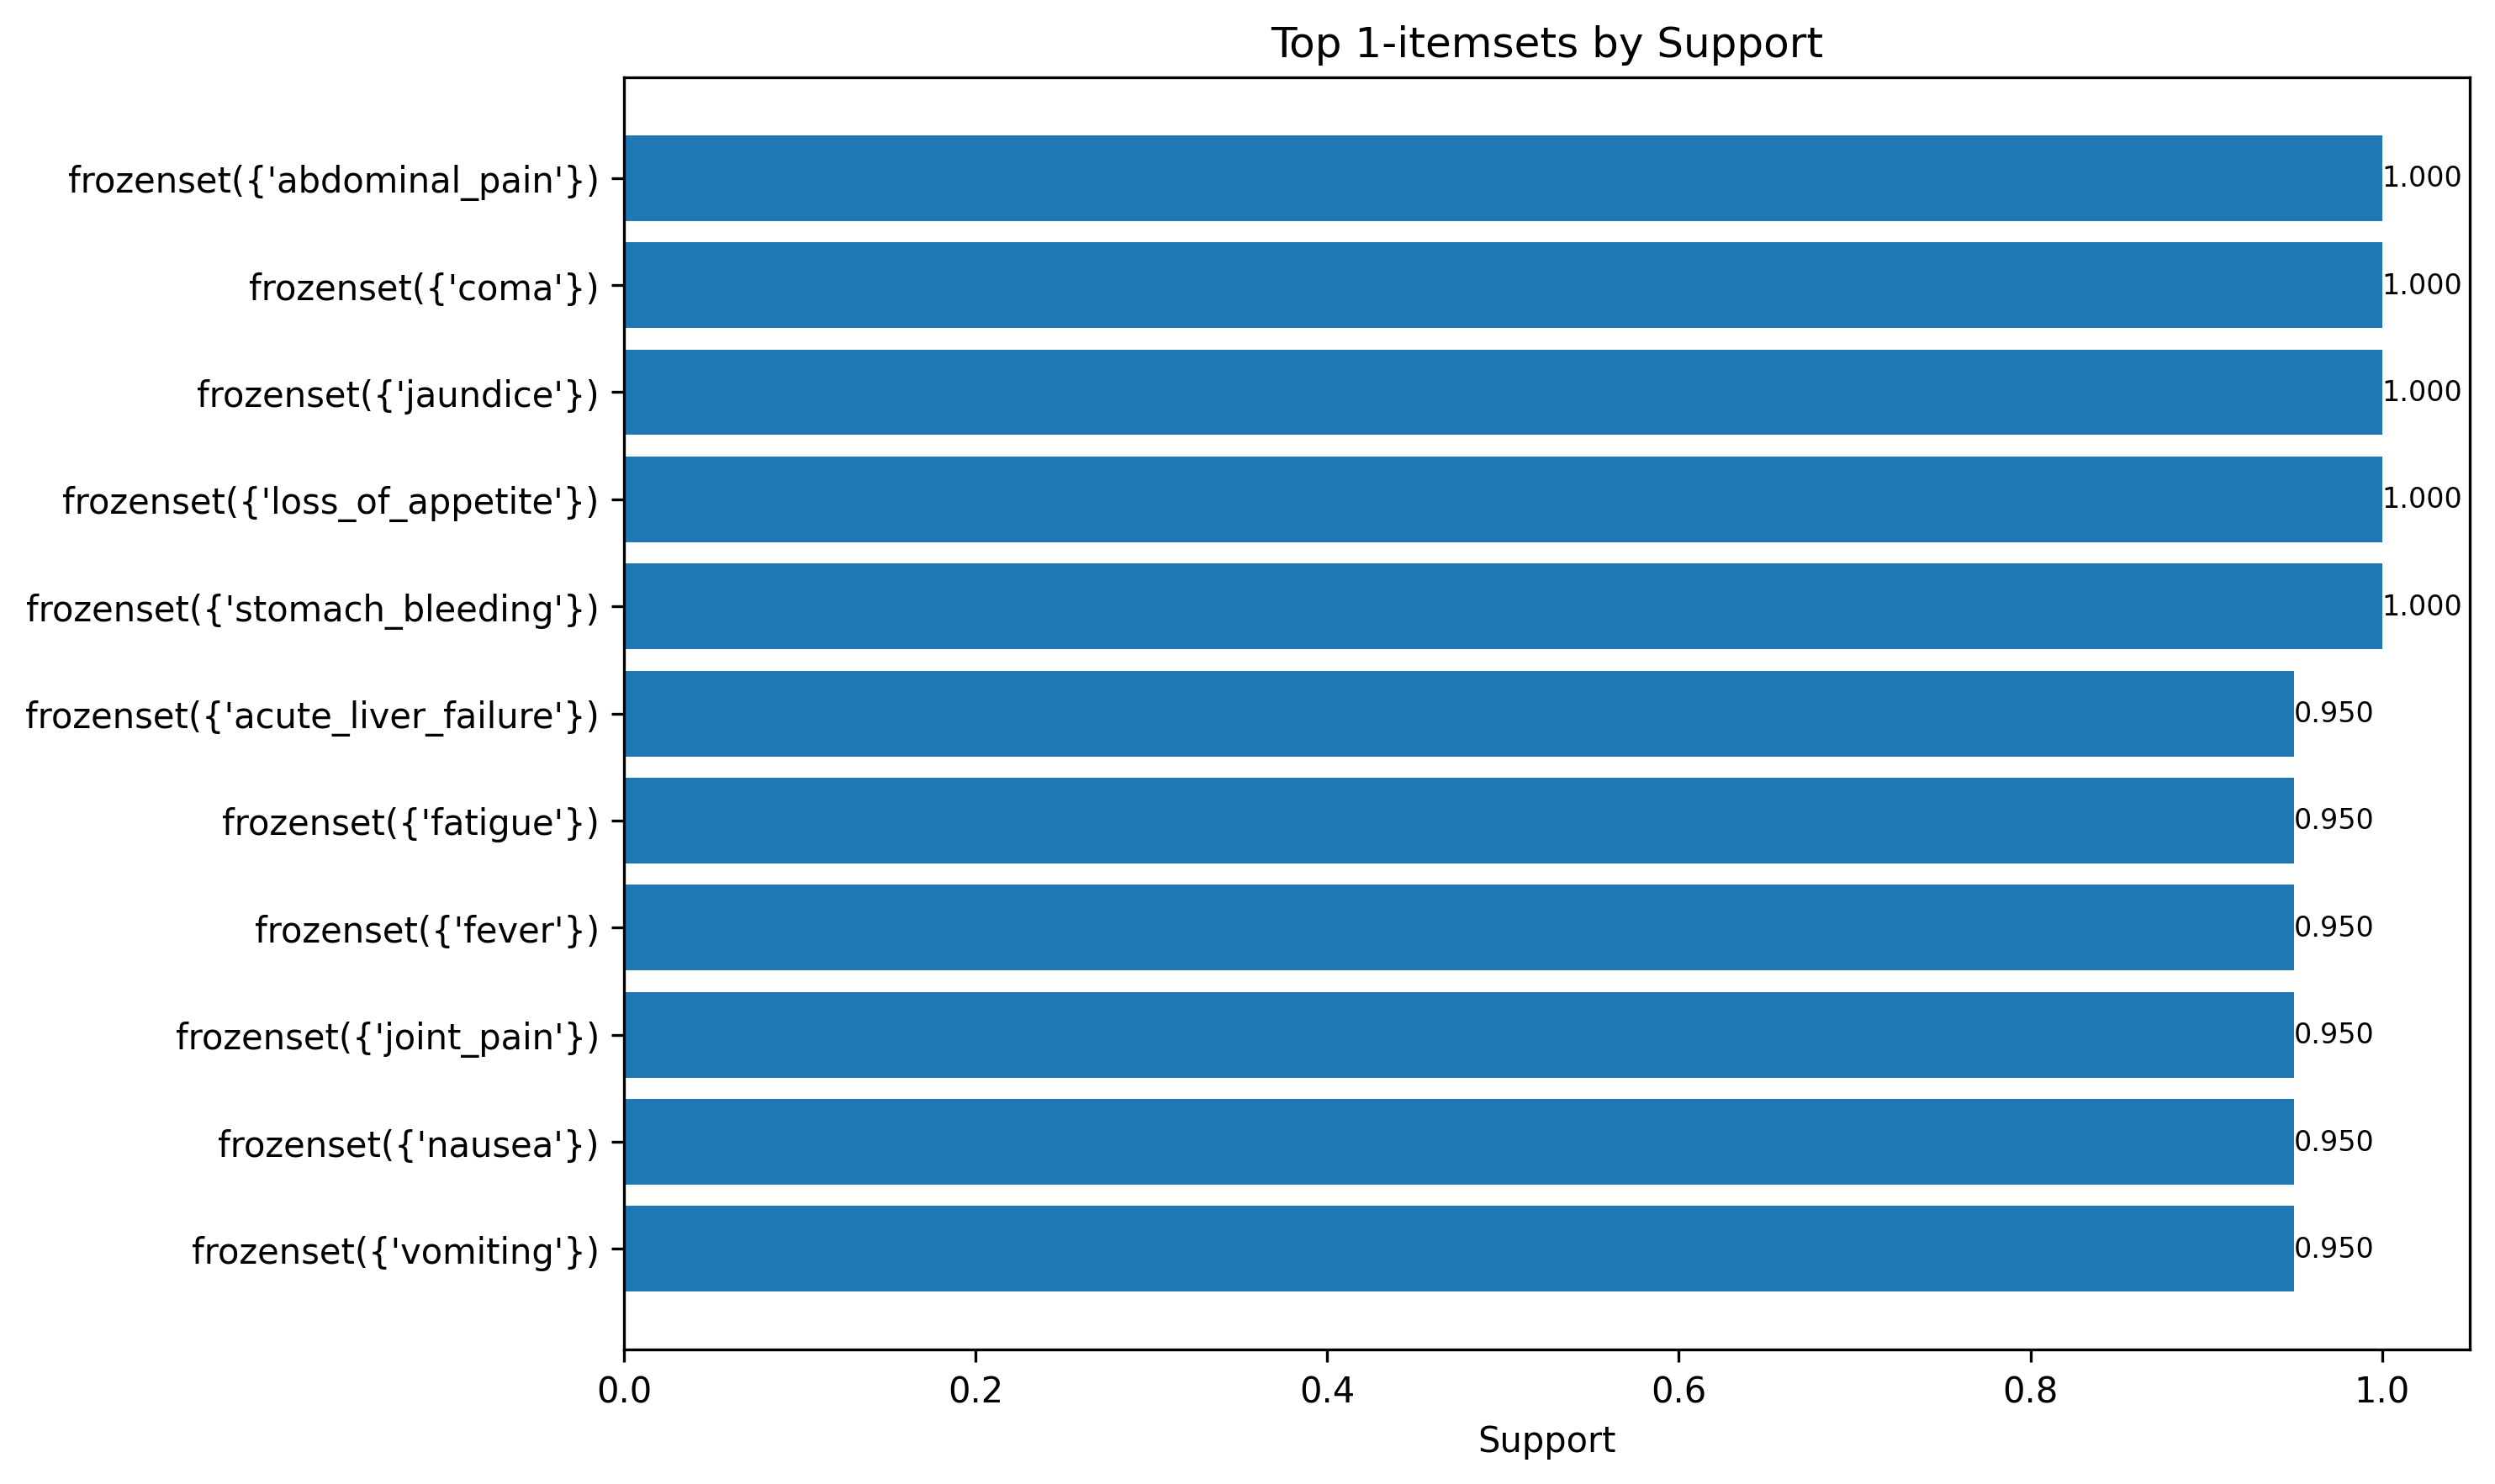 Top 1-itemsets by Support
frozenset({'abdominal_pain'}) 1.000
frozenset({'coma'}) 1.000
frozenset({'jaundice'}) 1.000
frozenset({'loss_of_appetite'}) 1.000
frozenset({'stomach_bleeding'}) 1.000
frozenset({'acute_liver_failure'}) 0.950
frozenset({'fatigue'}) 0.950
frozenset({'fever'}) 0.950
frozenset({'joint_pain'}) 0.950
frozenset({'nausea'}) 0.950
frozenset({'vomiting'}) 0.950
0.0 0.2 0.4 0.6 0.8 1.0
Support